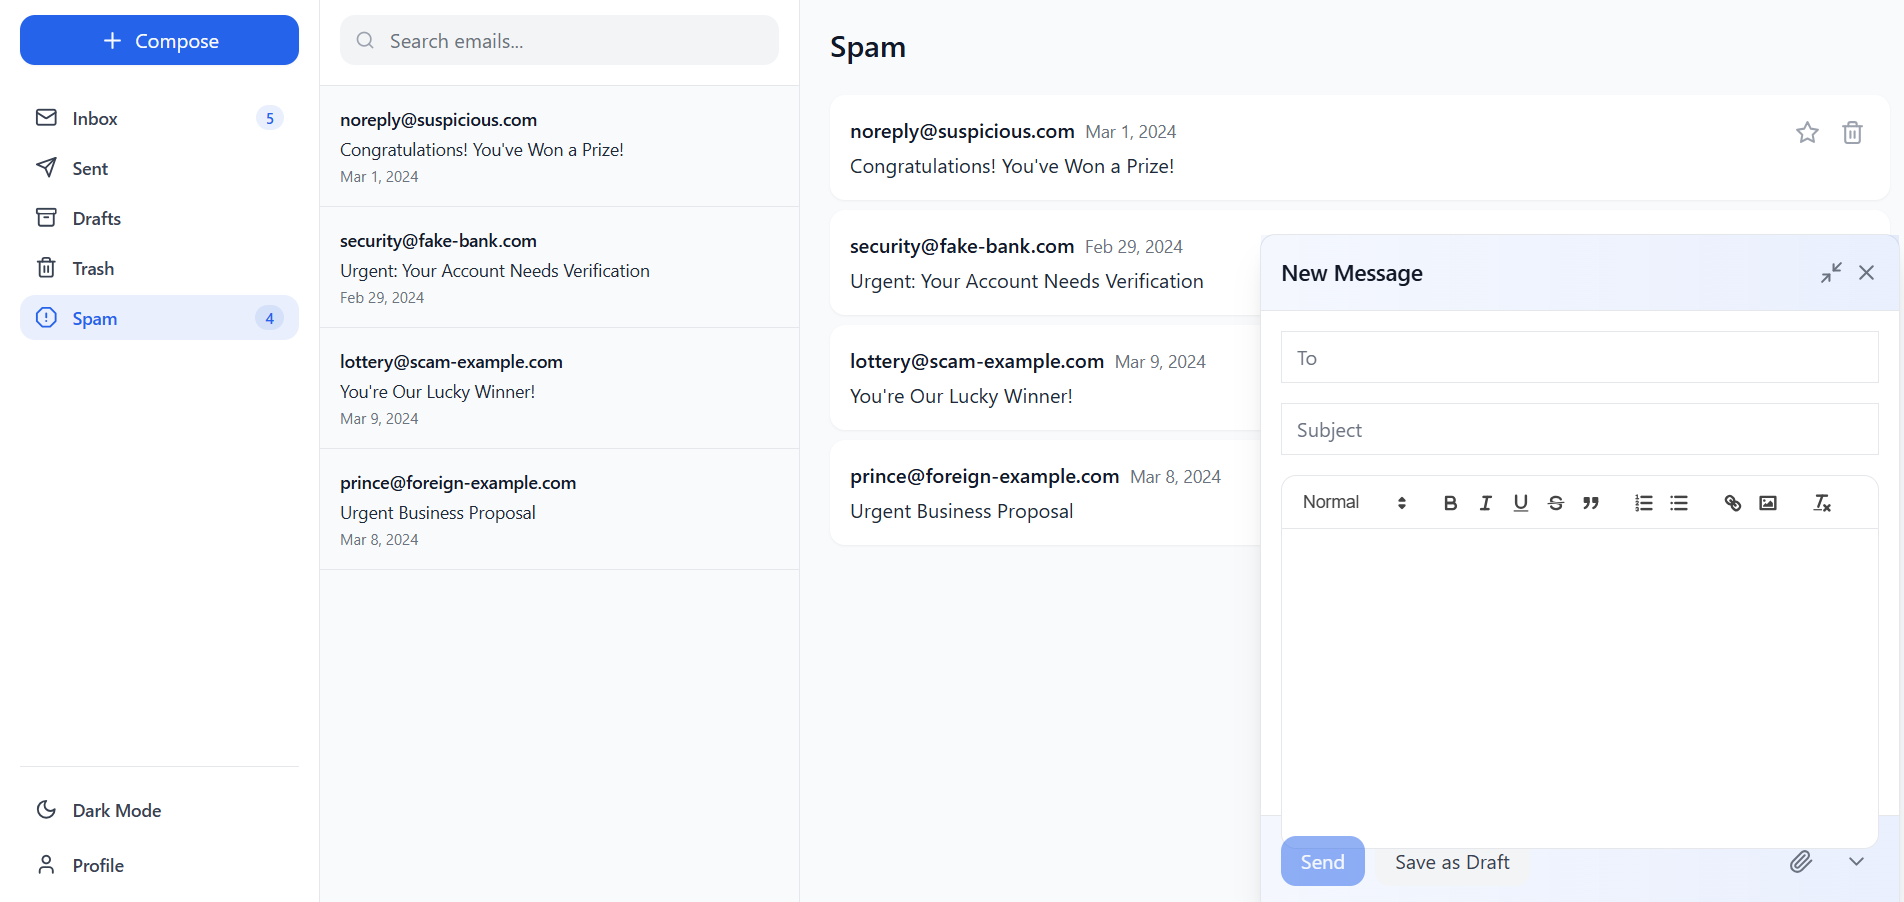 Compose
Inbox 5
Sent
Drafts
Trash
Spam 4
Dark Mode
Profile
Search emails...
noreply@suspicious.com
Congratulations! You've Won a Prize!
Mar 1, 2024
security@fake-bank.com
Urgent: Your Account Needs Verification
Feb 29, 2024
lottery@scam-example.com
You're Our Lucky Winner!
Mar 9, 2024
prince@foreign-example.com
Urgent Business Proposal
Mar 8, 2024
Spam
noreply@suspicious.com Mar 1, 2024
Congratulations! You've Won a Prize!
security@fake-bank.com Feb 29, 2024
Urgent: Your Account Needs Verification
lottery@scam-example.com Mar 9, 2024
You're Our Lucky Winner!
prince@foreign-example.com Mar 8, 2024
Urgent Business Proposal
New Message
To
Subject
Normal
Send Save as Draft